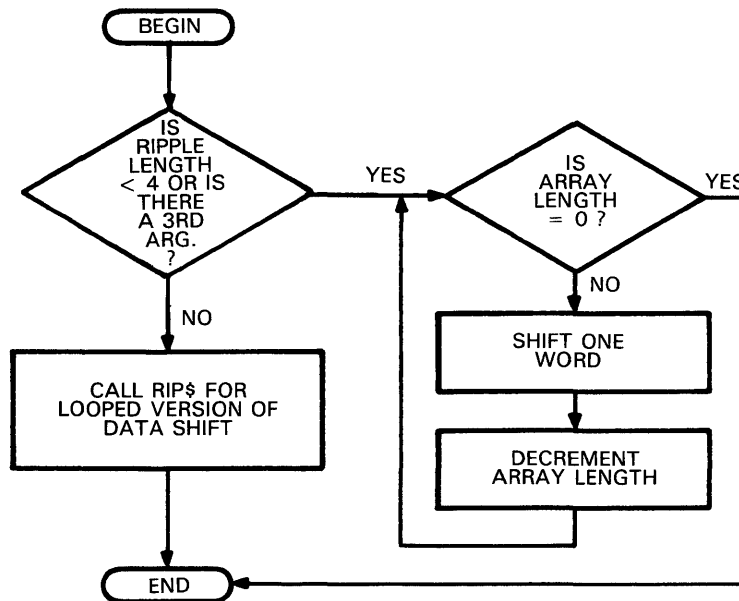 BEGIN
IS
RIPPLE
LENGTH
< 4 OR IS
THERE
A 3RD
ARG.
?
YES
IS
ARRAY
LENGTH
= 0 ?
YES
NO
NO
SHIFT ONE
WORD
CALL RIP$ FOR
LOOPED VERSION OF
DATA SHIFT
DECREMENT
ARRAY LENGTH
END